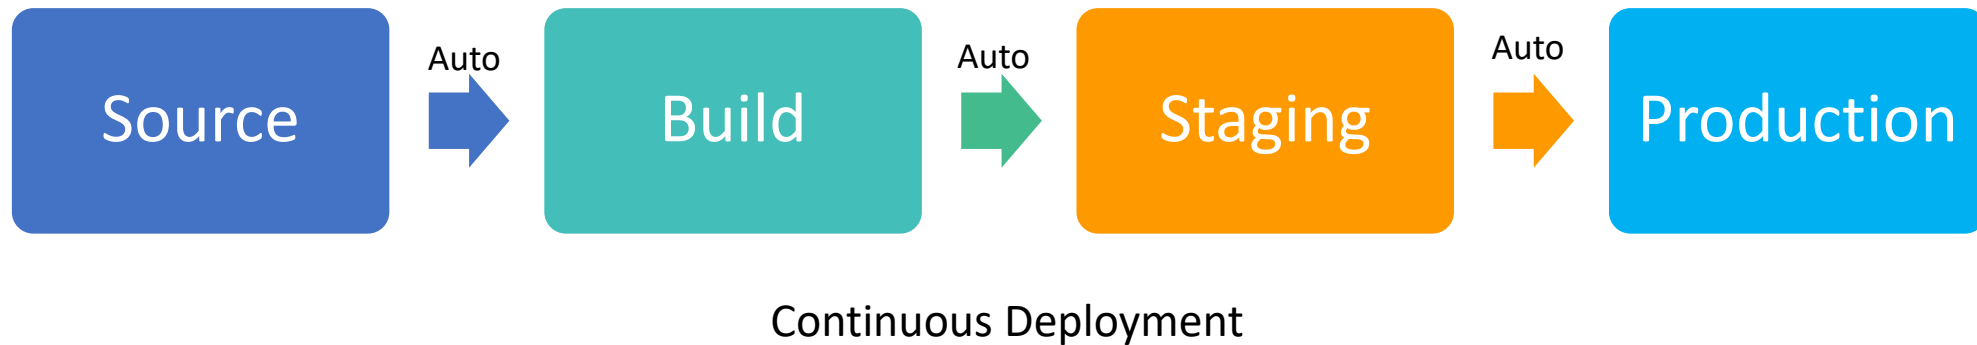 Source
Auto
Build
Auto
Staging
Auto
Production
Continuous Deployment